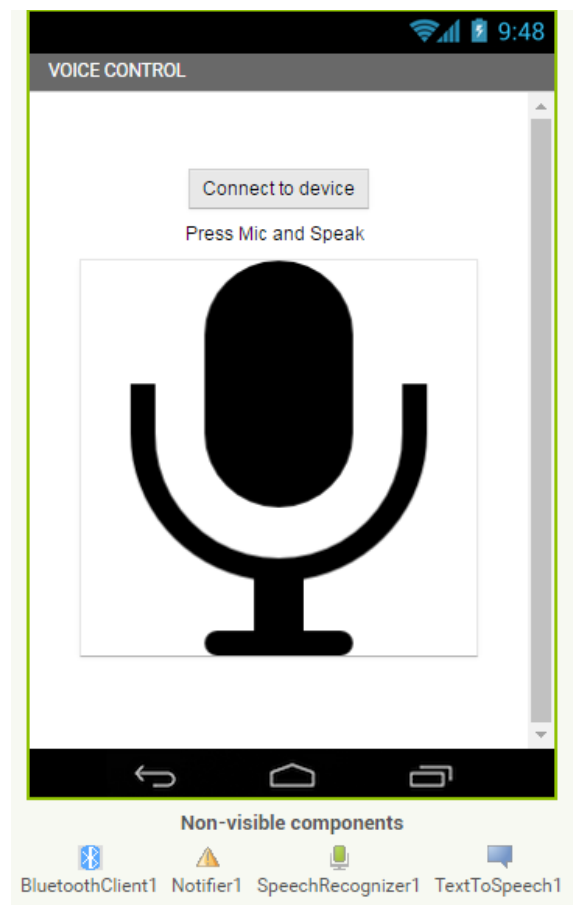 9:48
VOICE CONTROL
Connect to device
Press Mic and Speak
Non-visible components
BluetoothClient1 Notifier1 SpeechRecognizer1 TextToSpeech1